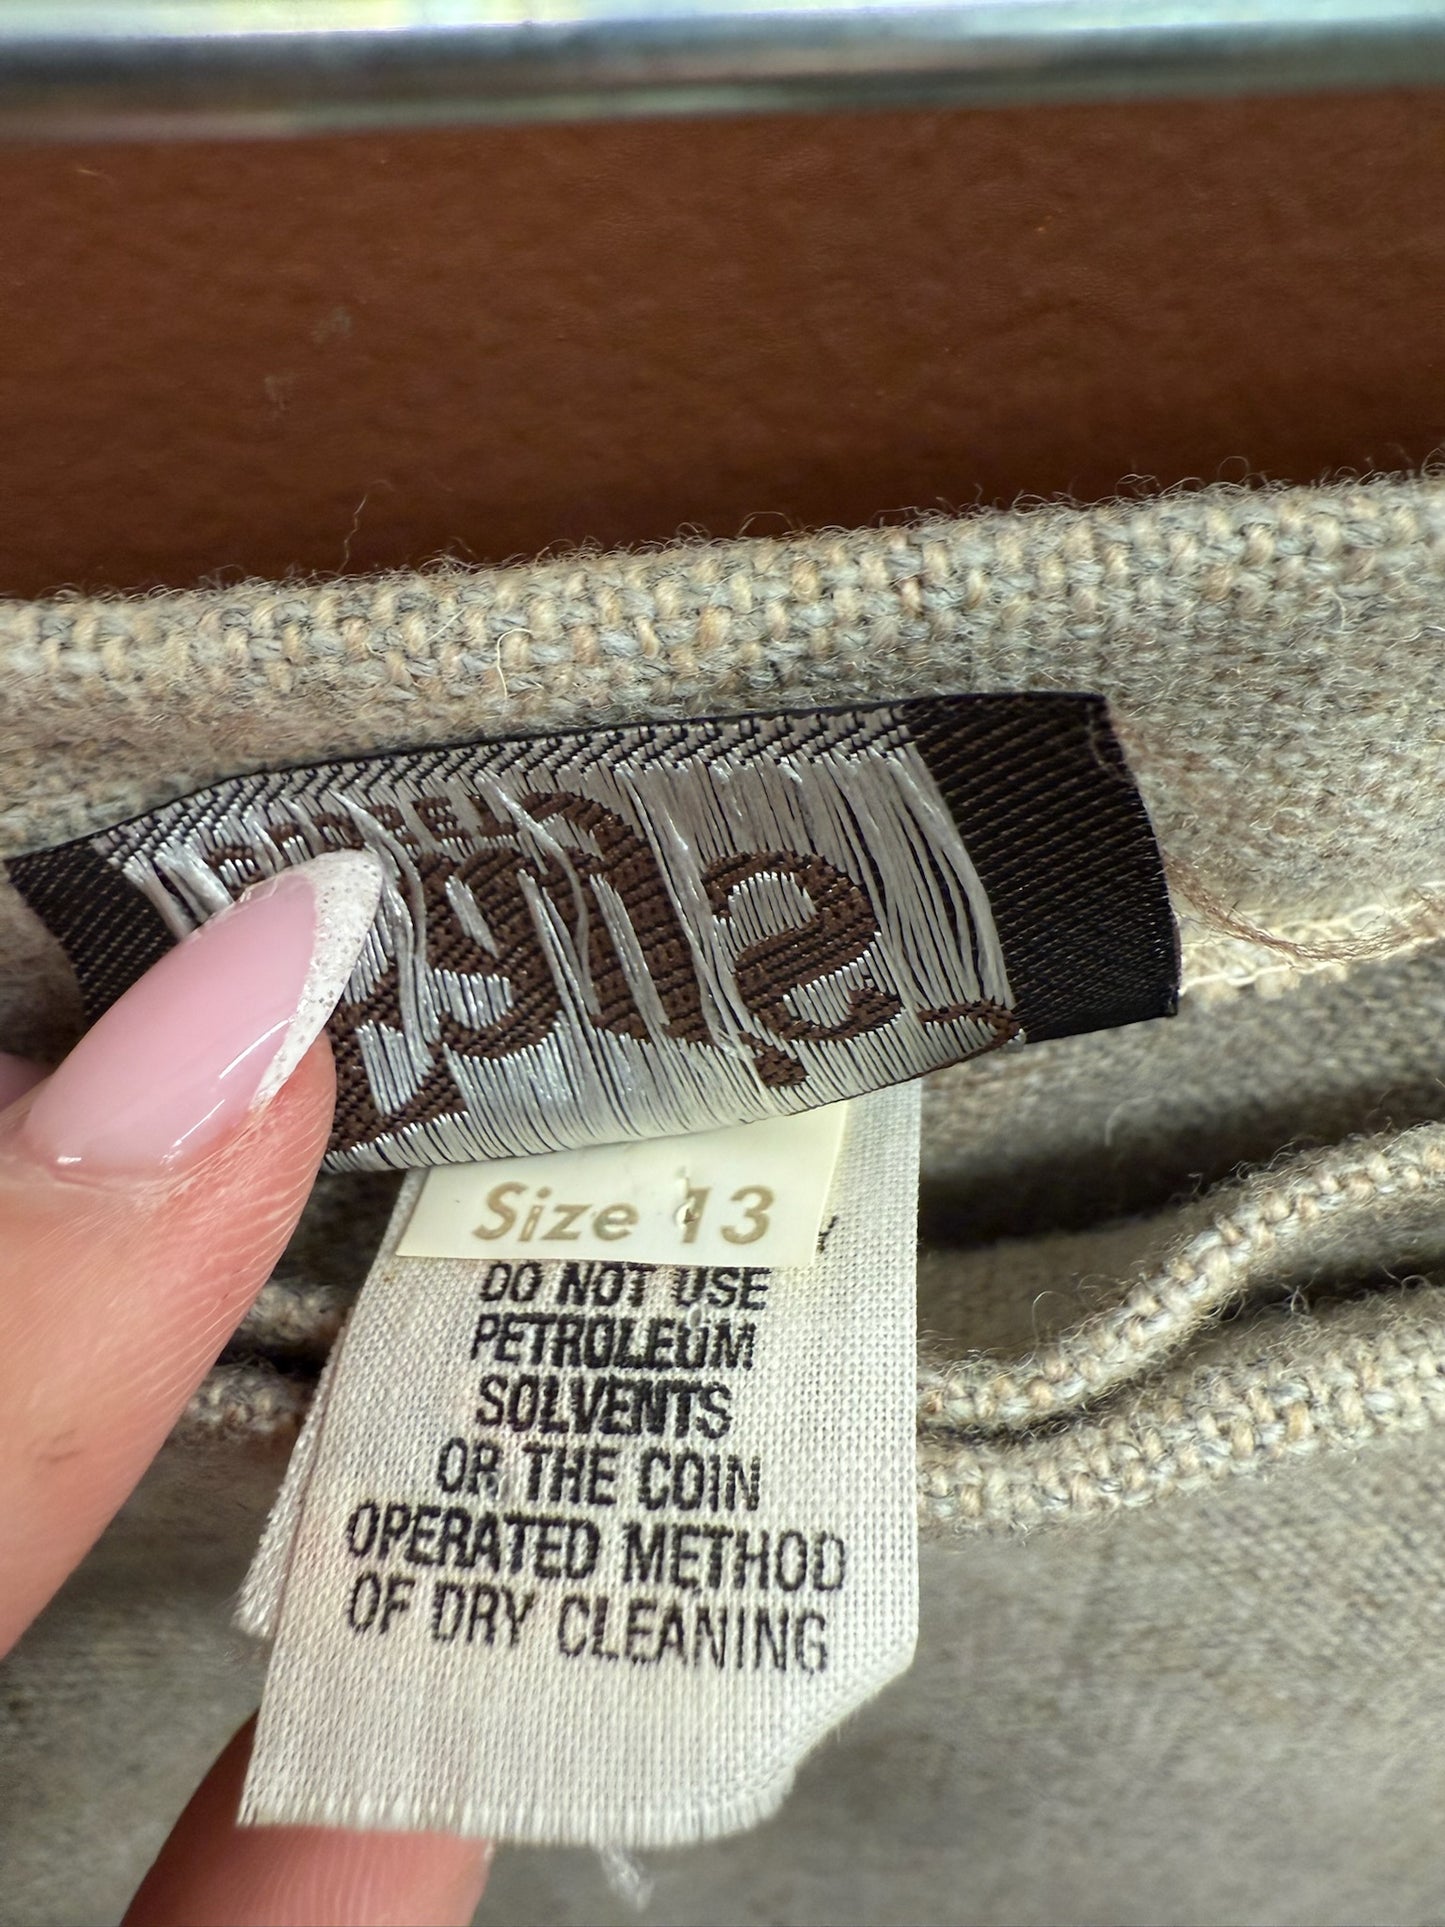 Size 13
DO NOT USE
PETROLEUM
SOLVENTS
OR THE COIN
OPERATED METHOD
OF DRY CLEANING